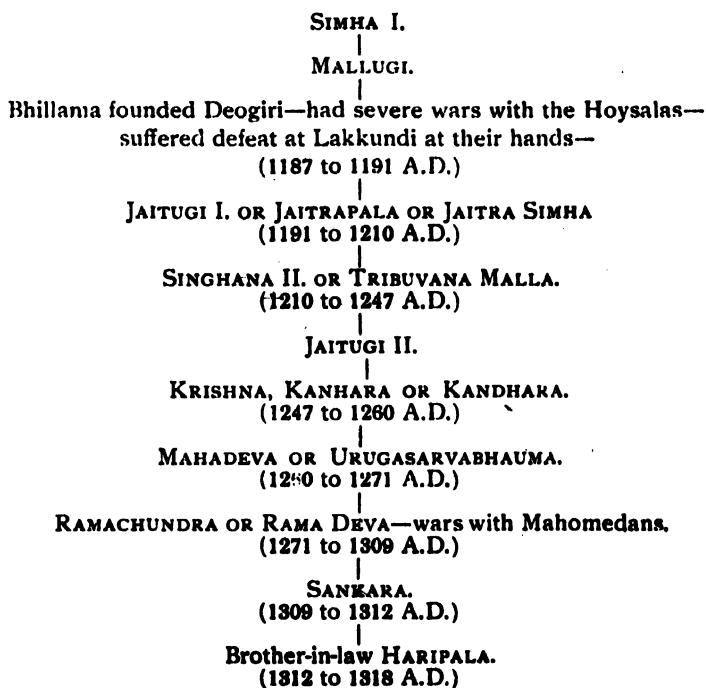 SIMHA I.
MALLUGI.
Bhillama founded Deogiri—had severe wars with the Hoysalas—
suffered defeat at Lakkundi at their hands—
(1187 to 1191 A.D.)
JAITUGI I. OR JAITRAPALA OR JAITRA SIMHA
(1191 to 1210 A.D.)
SINGHANA II. OR TRIBUVANA MALLA.
(1210 to 1247 A.D.)
JAITUGI II.
KRISHNA, KANHARA OR KANDHARA.
(1247 to 1260 A.D.)
MAHADEVA OR URUGASARVABHAUMA.
(1260 to 1271 A.D.)
RAMACHUNDRA OR RAMA DEVA—wars with Mahomedans.
(1271 to 1309 A.D.)
SANKARA.
(1309 to 1312 A.D.)
Brother-in-law HARIPALA.
(1312 to 1318 A.D.)